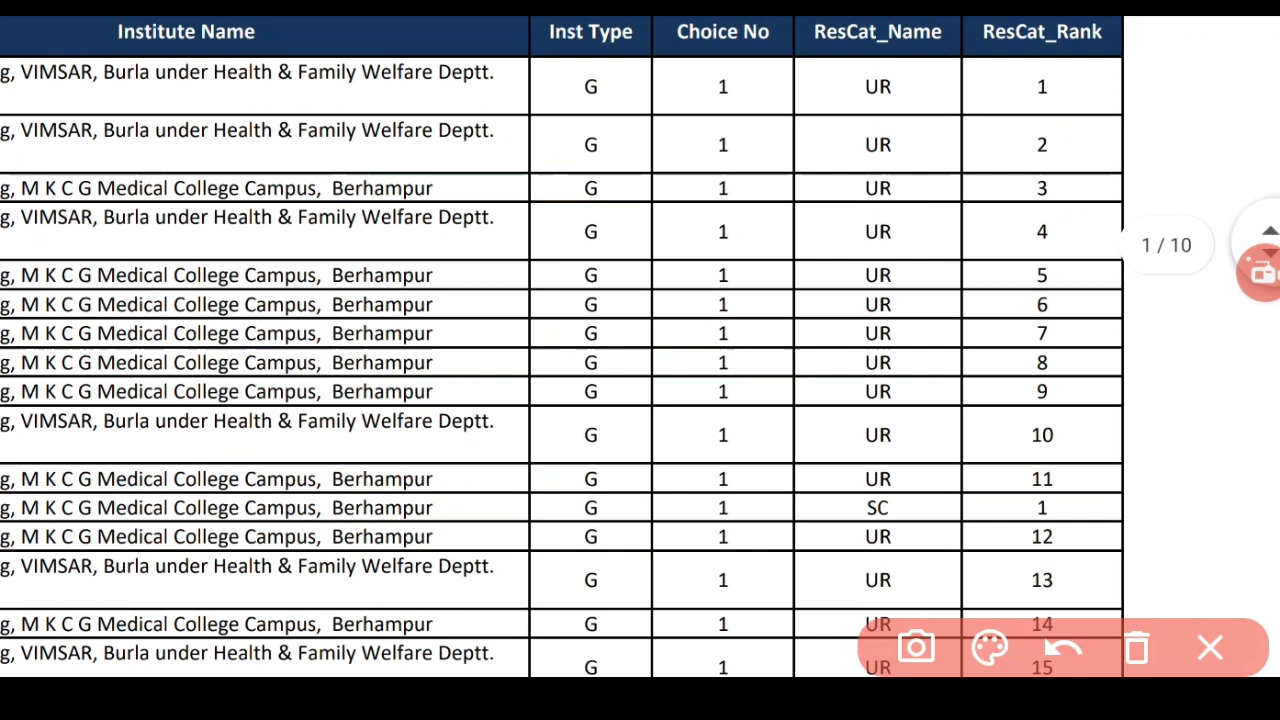 Institute Name Inst Type Choice No ResCat_Name ResCat_Rank
g, VIMSAR, Burla under Health & Family Welfare Deptt. G 1 UR 1
g, VIMSAR, Burla under Health & Family Welfare Deptt. G 1 UR 2
g, M K C G Medical College Campus, Berhampur G 1 UR 3
g, VIMSAR, Burla under Health & Family Welfare Deptt. G 1 UR 4
1 / 10
g, M K C G Medical College Campus, Berhampur G 1 UR 5
g, M K C G Medical College Campus, Berhampur G 1 UR 6
g, M K C G Medical College Campus, Berhampur G 1 UR 7
g, M K C G Medical College Campus, Berhampur G 1 UR 8
g, M K C G Medical College Campus, Berhampur G 1 UR 9
g, VIMSAR, Burla under Health & Family Welfare Deptt. G 1 UR 10
g, M K C G Medical College Campus, Berhampur G 1 UR 11
g, M K C G Medical College Campus, Berhampur G 1 SC 1
g, M K C G Medical College Campus, Berhampur G 1 UR 12
g, VIMSAR, Burla under Health & Family Welfare Deptt. G 1 UR 13
g, M K C G Medical College Campus, Berhampur G 1 UR 14
g, VIMSAR, Burla under Health & Family Welfare Deptt. G 1 UR 15